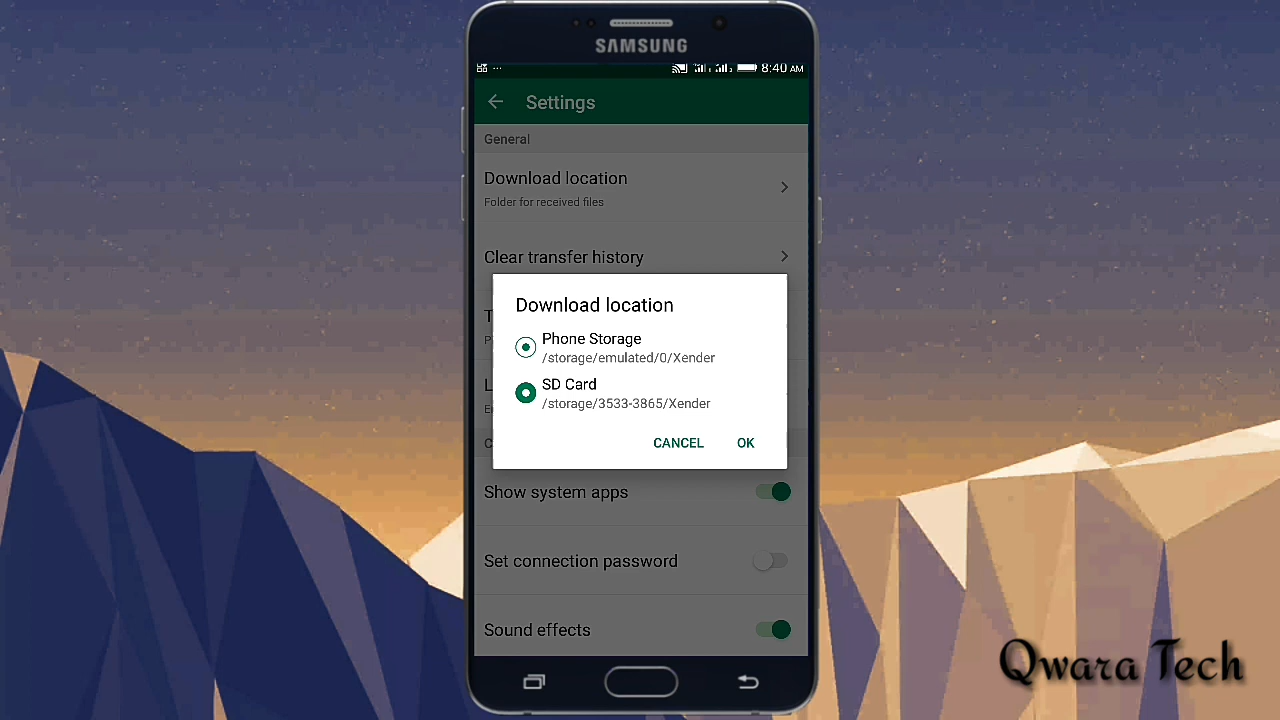 SAMSUNG
8:40 AM
Settings
General
Download location
Folder for received files
Clear transfer history
T
P
Download location
Phone Storage
/storage/emulated/0/Xender
L
SD Card
E
/storage/3533-3865/Xender
C
CANCEL OK
Show system apps
Set connection password
Sound effects
Qwara Tech